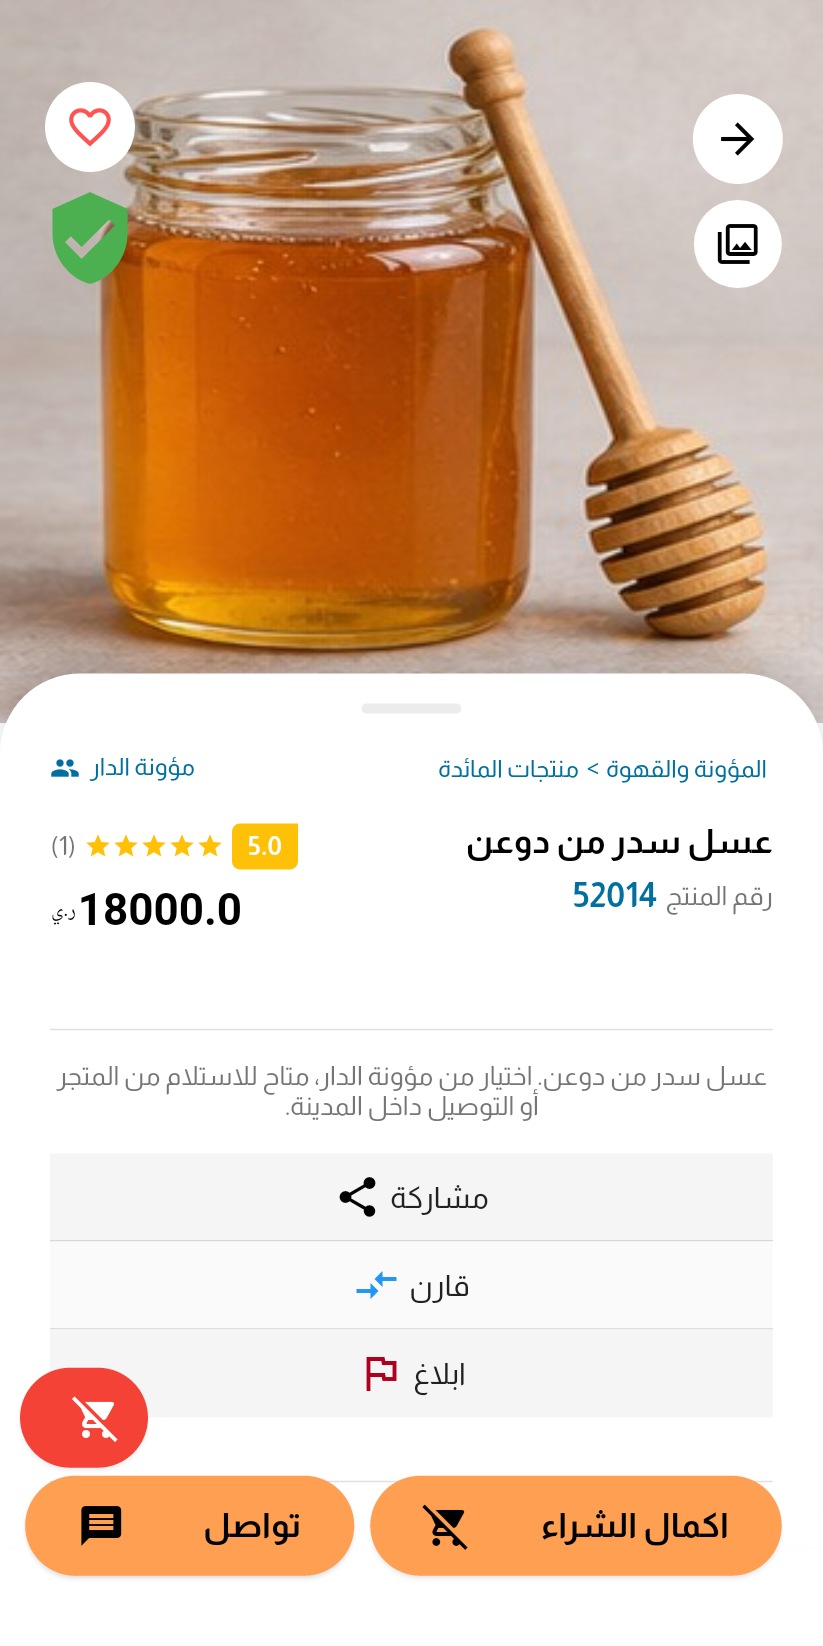 المؤونة والقهوة > منتجات المائدة
مؤونة الدار
عسل سدر من دوعن
5.0 (1)
رقم المنتج 52014
18000.0 ر.ي
عسل سدر من دوعن. اختيار من مؤونة الدار، متاح للاستلام من المتجر
أو التوصيل داخل المدينة.
مشاركة
قارن
ابلاغ
اكمال الشراء
تواصل